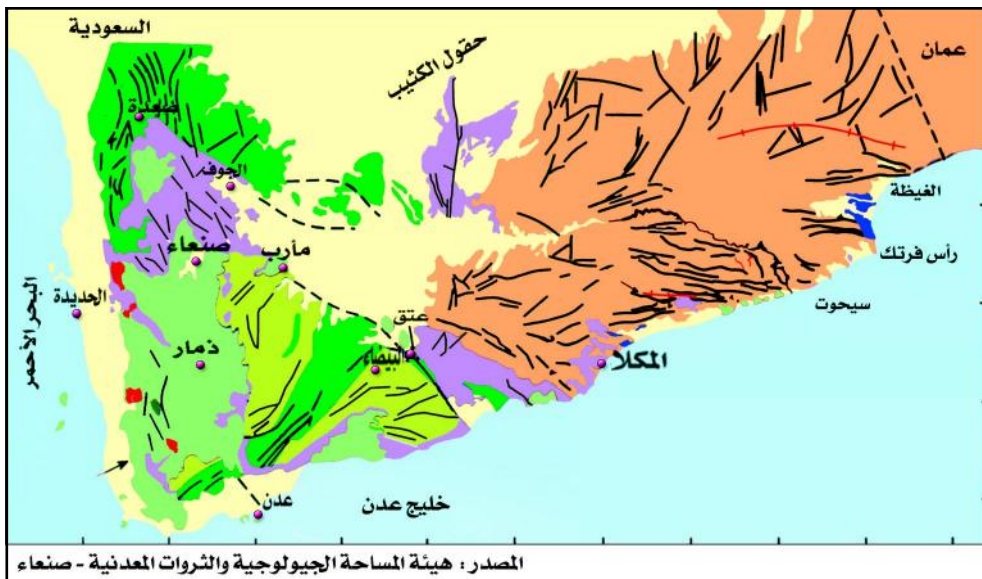 السعودية
حقول الكثيب
عمان
صعدة
الجوف
الغيظة
صنعاء
مأرب
رأس فرتك
البحر الأحمر
الحديدة
سيحوت
عتق
ذمار
البيضاء
المكلا
عدن
خليج عدن
المصدر: هيئة المساحة الجيولوجية والثروات المعدنية - صنعاء